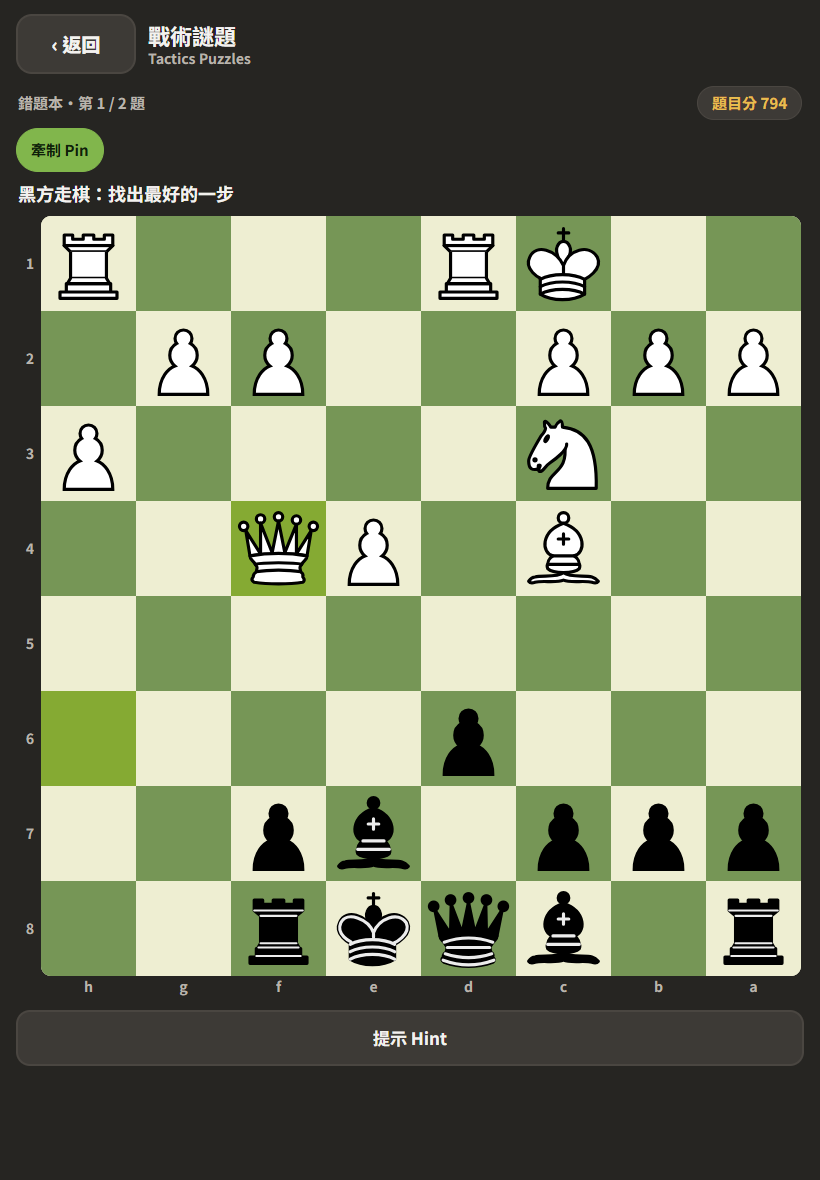 ‹ 返回
戰術謎題
Tactics Puzzles
錯題本・第 1 / 2 題
題目分 794
牽制 Pin
黑方走棋：找出最好的一步
1
2
3
4
5
6
7
8
h g f e d c b a
提示 Hint